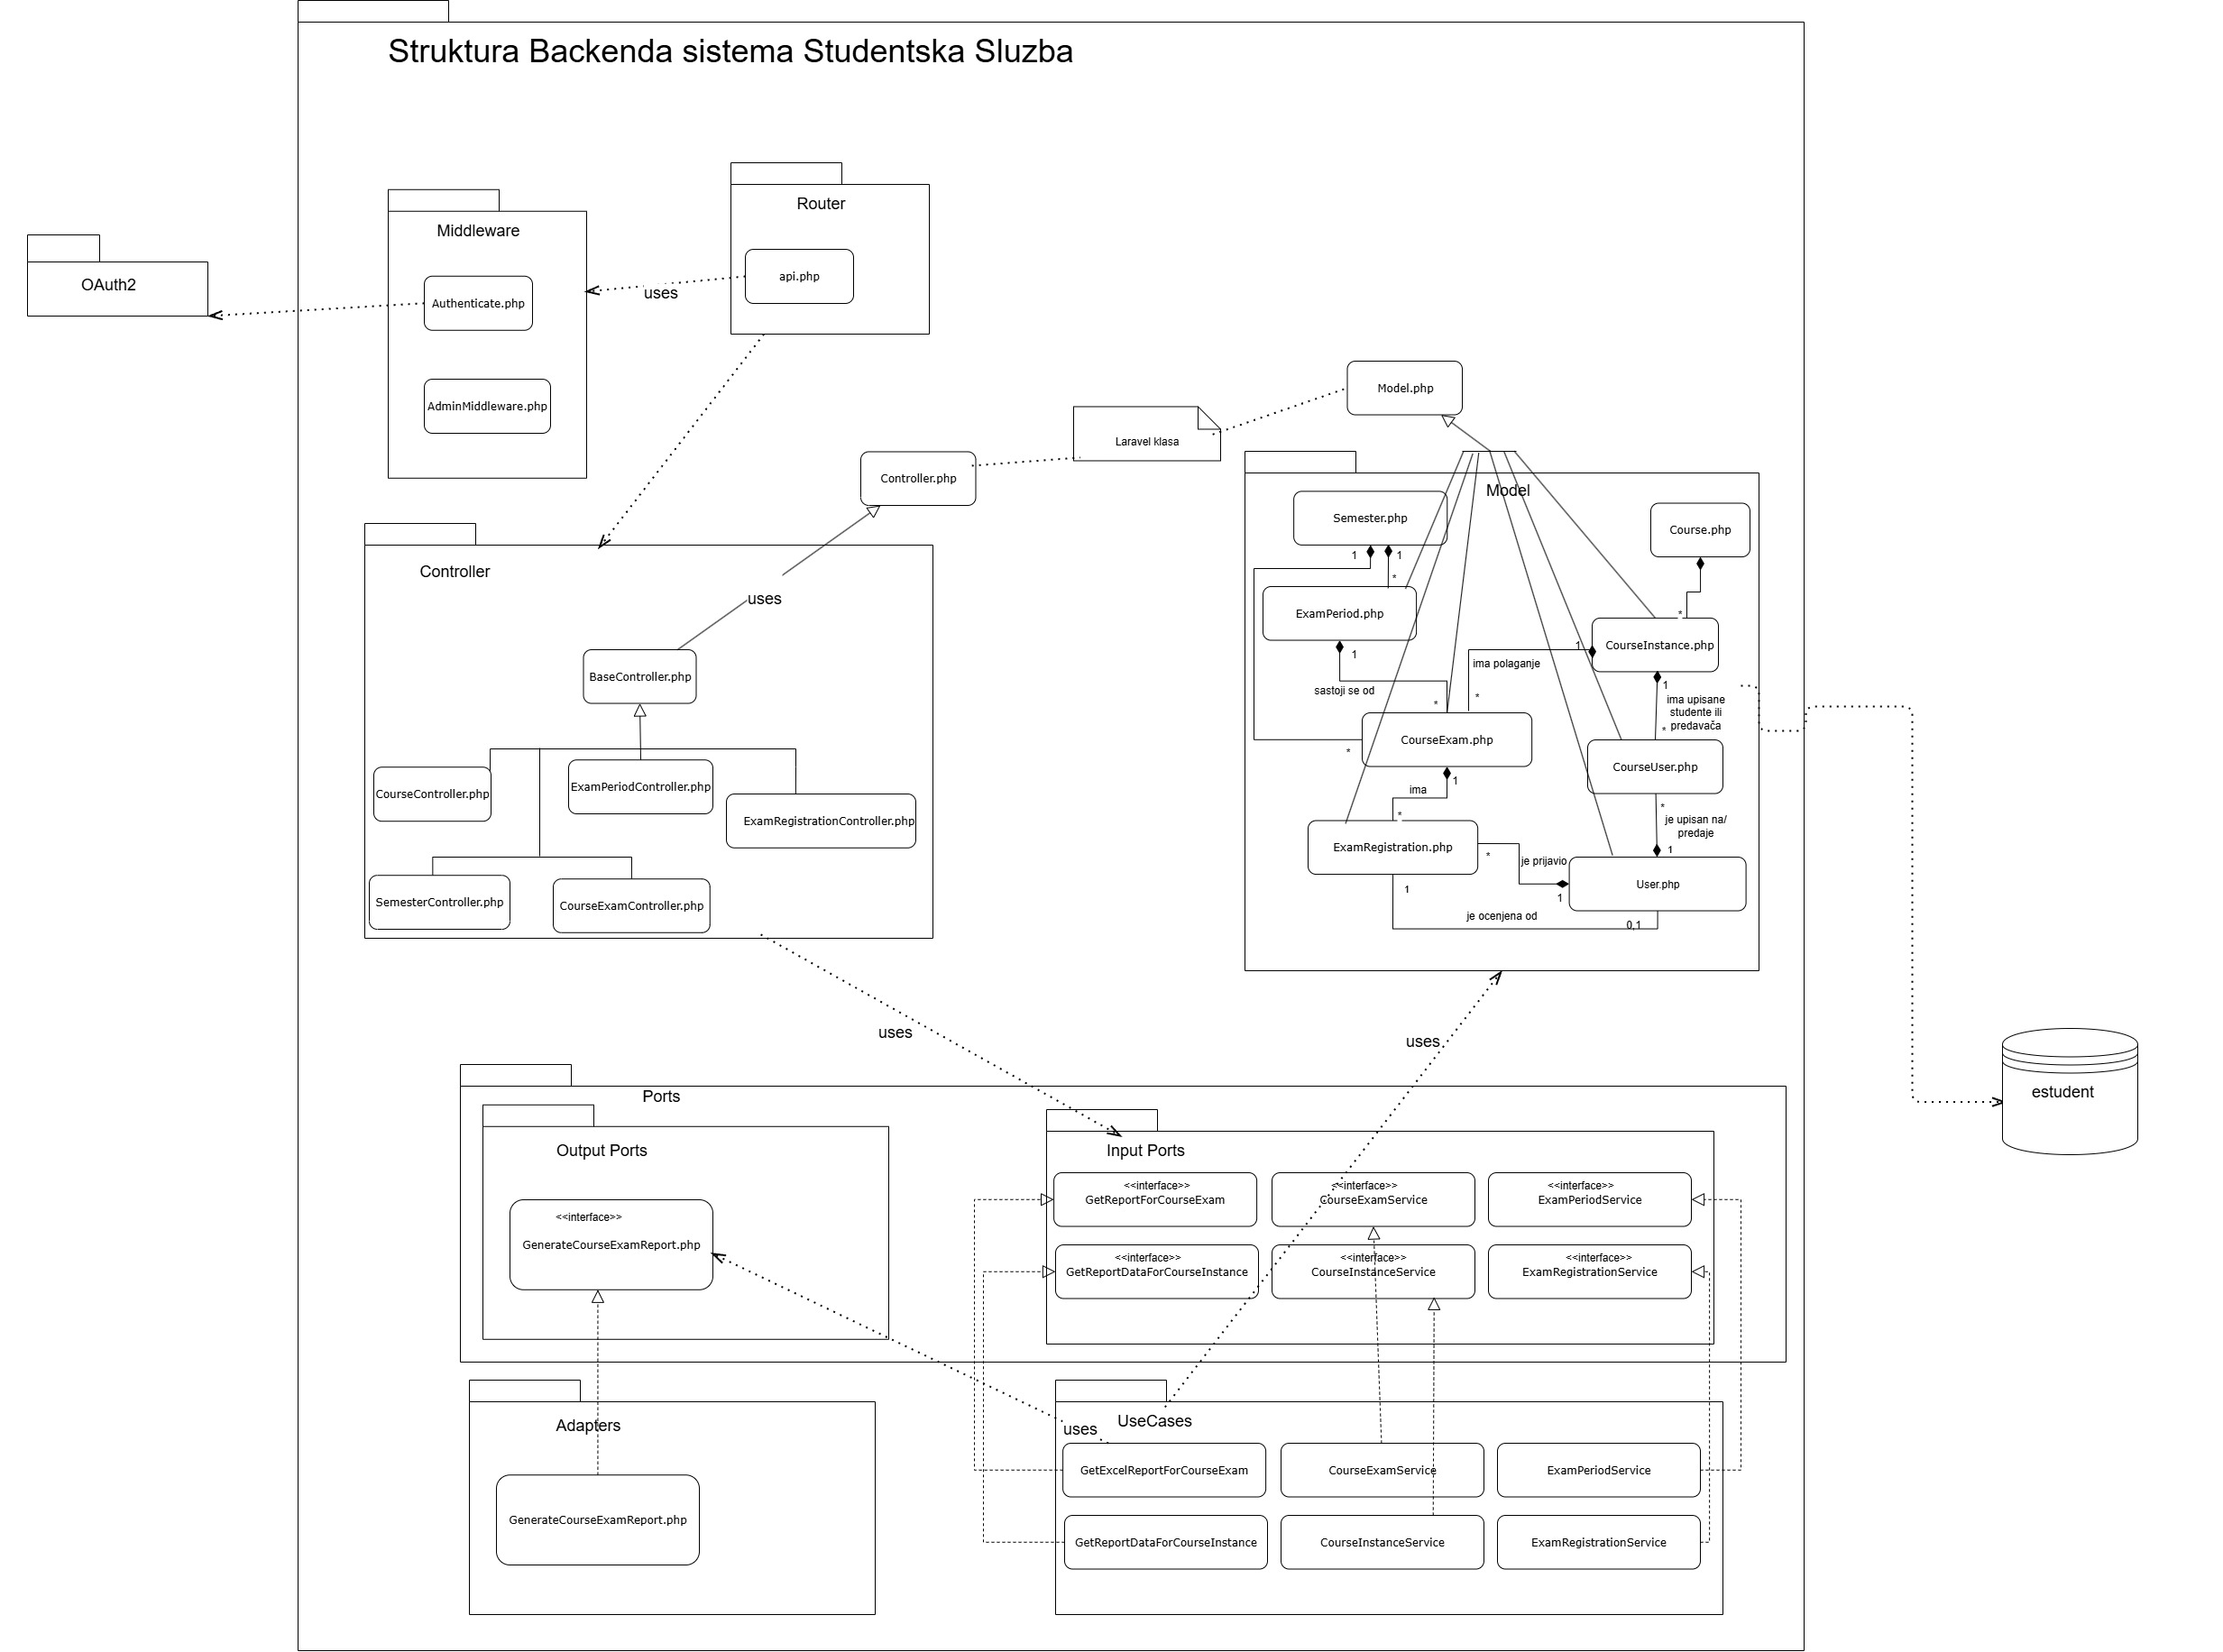 Struktura Backenda sistema Studentska Sluzba
Router
Middleware
api.php
uses
OAuth2
Authenticate.php
AdminMiddleware.php
Model.php
Laravel klasa
Controller.php
Model
Semester.php
Course.php
1
1
*
Controller
uses
ExamPeriod.php
*
CourseInstance.php
1
1
ima polaganje
sastoji se od
*
*
1
ima upisane
studente ili
predavača
*
BaseController.php
CourseExam.php
*
1
CourseUser.php
CourseController.php
ExamPeriodController.php
ExamRegistrationController.php
ima
*
*
je upisan na/
predaje
1
ExamRegistration.php
*
je prijavio
1
User.php
SemesterController.php
CourseExamController.php
1
je ocenjena od
0,1
uses
uses
estudent
Ports
Output Ports
Input Ports
<<interface>>
GetReportForCourseExam
<<interface>>
CourseExamService
<<interface>>
ExamPeriodService
<<interface>>
GenerateCourseExamReport.php
<<interface>>
GetReportDataForCourseInstance
<<interface>>
CourseInstanceService
<<interface>>
ExamRegistrationService
Adapters
UseCases
uses
GetExcelReportForCourseExam
CourseExamService
ExamPeriodService
GenerateCourseExamReport.php
GetReportDataForCourseInstance
CourseInstanceService
ExamRegistrationService